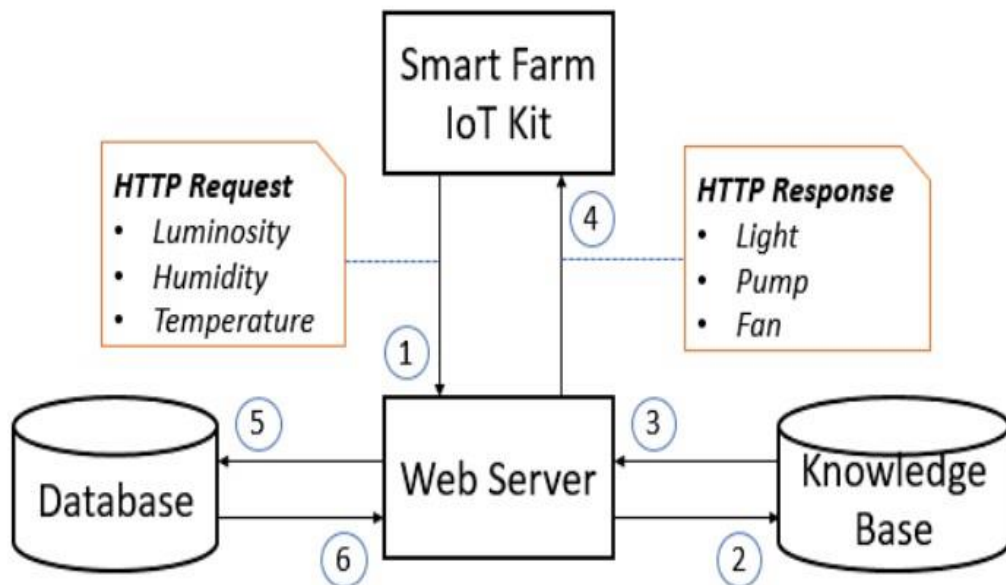 Smart Farm
IoT Kit
HTTP Request
• Luminosity
• Humidity
• Temperature
HTTP Response
• Light
• Pump
• Fan
4
1
5
3
Database
Web Server
Knowledge
Base
6
2